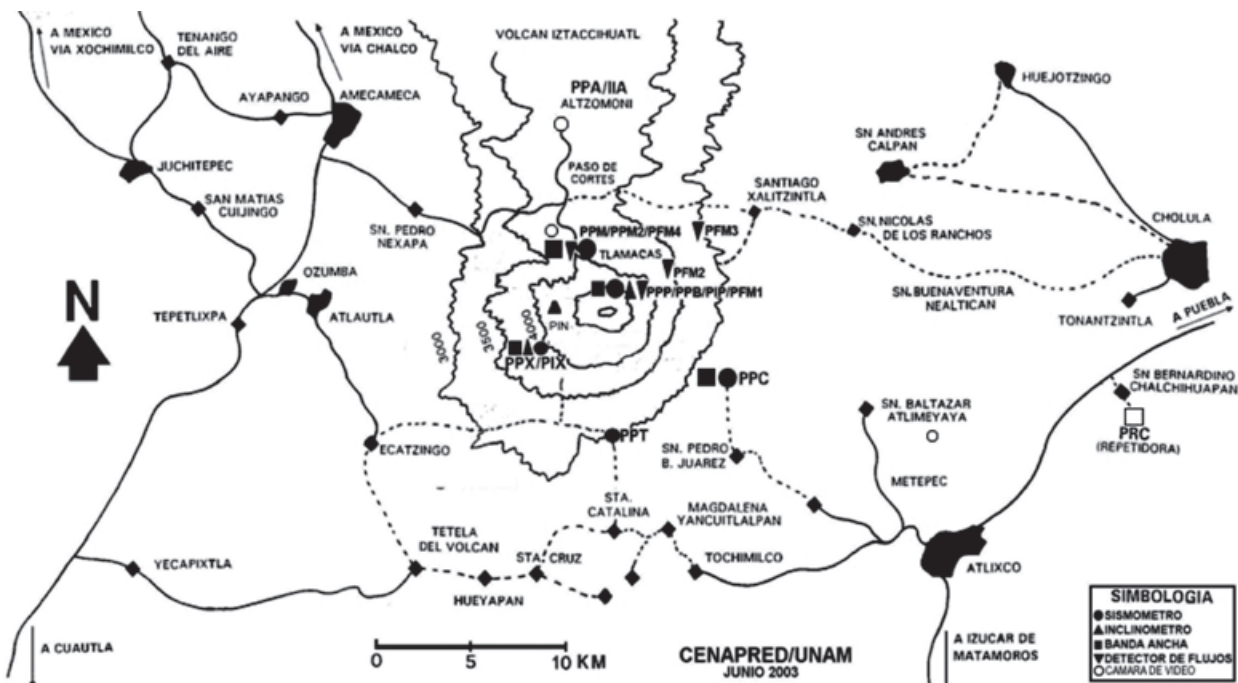 A MEXICO
VIA XOCHIMILCO
TENANGO
DEL AIRE
A MEXICO
VIA CHALCO
VOLCAN IZTACCIHUATL
PPA/IIA
ALTZOMONI
HUEJOTZINGO
AYAPANGO
AMECAMECA
SN ANDRES
CALPAN
JUCHITEPEC
PASO DE
CORTES
SANTIAGO
XALITZINTLA
SAN MATIAS
CUIJINGO
SN. PEDRO
NEXAPA
SN. NICOLAS
DE LOS RANCHOS
CHOLULA
PPM/PPM2/PFM4
TLAMACAS
PFM3
PFM2
N
OZUMBA
PPP/PPB/PIP/PFM1
SN. BUENAVENTURA
NEALTICAN
TEPETLIXPA
ATLAUTLA
PIN
TONANTZINTLA
A PUEBLA
3000
3500
4000
PPX/PIX
PPC
SN BERNARDINO
CHALCHIHUAPAN
SN. BALTAZAR
ATLIMEYAYA
PRC
(REPETIDORA)
ECATZINGO
PPT
SN. PEDRO
B. JUAREZ
METEPEC
STA.
CATALINA
MAGDALENA
YANCUITLALPAN
TETELA
DEL VOLCAN
STA. CRUZ
TOCHIMILCO
YECAPIXTLA
HUEYAPAN
ATLIXCO
A CUAUTLA
0 5 10 KM
CENAPRED/UNAM
JUNIO 2003
A IZUCAR DE
MATAMOROS
SIMBOLOGIA
SISMOMETRO
INCLINOMETRO
BANDA ANCHA
DETECTOR DE FLUJOS
CAMARA DE VIDEO